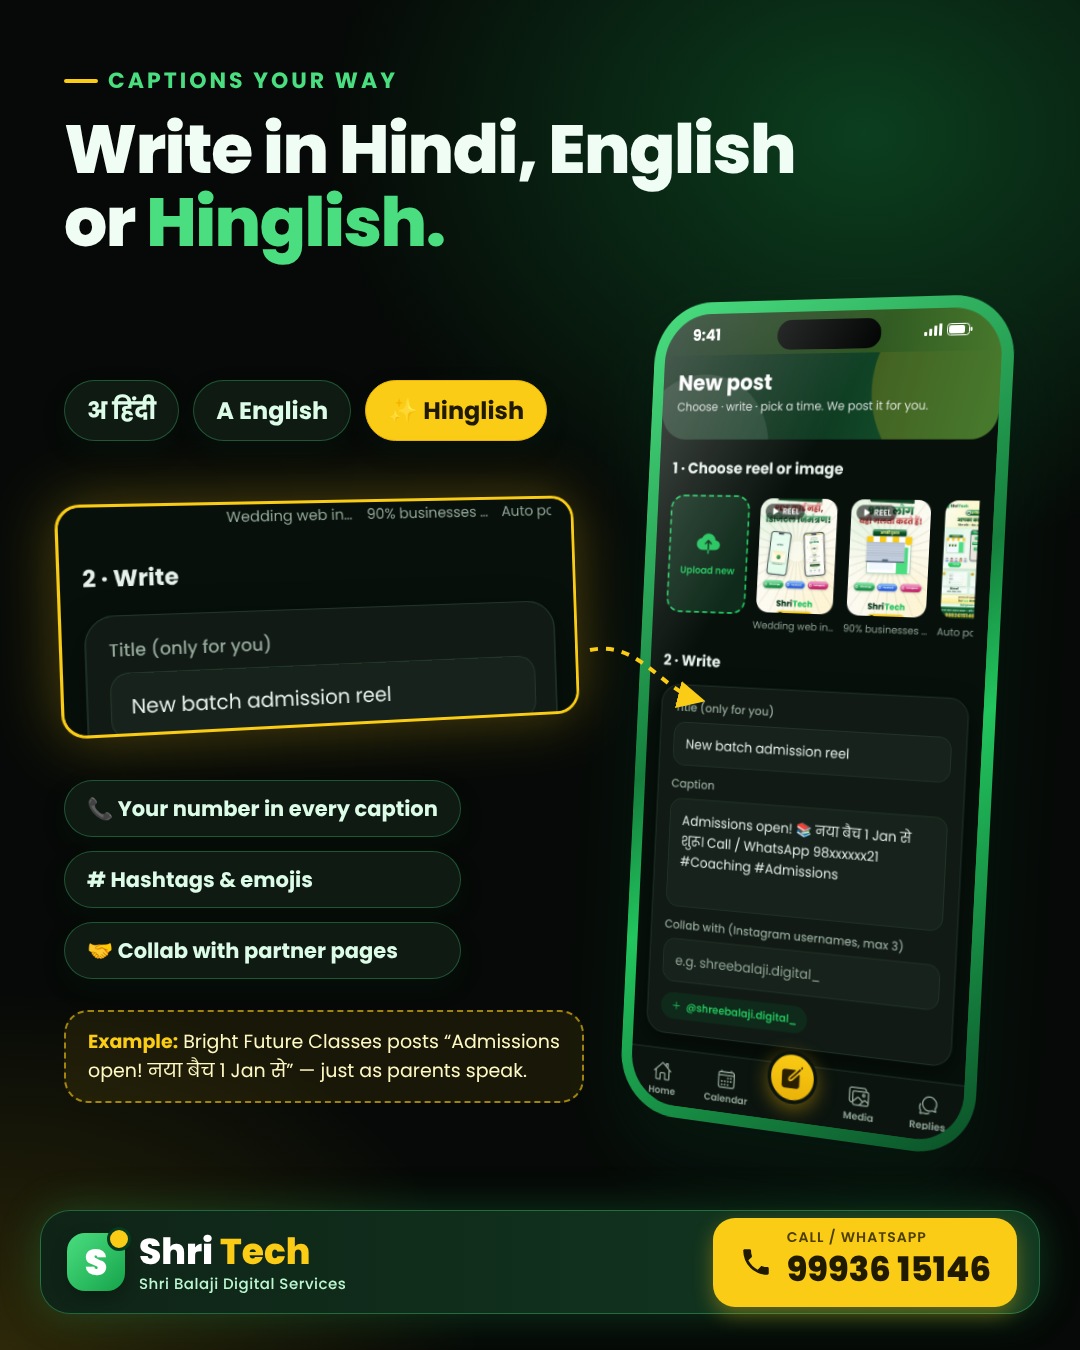 CAPTIONS YOUR WAY
Write in Hindi, English
or Hinglish.
अ हिंदी
A English
✨ Hinglish
Wedding web in... 90% businesses ... Auto pc
2 · Write
Title (only for you)
New batch admission reel
📞 Your number in every caption
# Hashtags & emojis
🤝 Collab with partner pages
Example: Bright Future Classes posts “Admissions
open! नया बैच 1 Jan से” — just as parents speak.
9:41
New post
Choose · write · pick a time. We post it for you.
1 · Choose reel or image
Upload new
REEL
ShriTech
REEL
ShriTech
Wedding web in... 90% businesses ... Auto pc
2 · Write
Title (only for you)
New batch admission reel
Caption
Admissions open! 📚 नया बैच 1 Jan से
शुरू। Call / WhatsApp 98xxxxxx21
#Coaching #Admissions
Collab with (Instagram usernames, max 3)
e.g. shreebalaji.digital_
+ @shreebalaji.digital_
Home
Calendar
Media
Replies
S
Shri Tech
Shri Balaji Digital Services
CALL / WHATSAPP
99936 15146